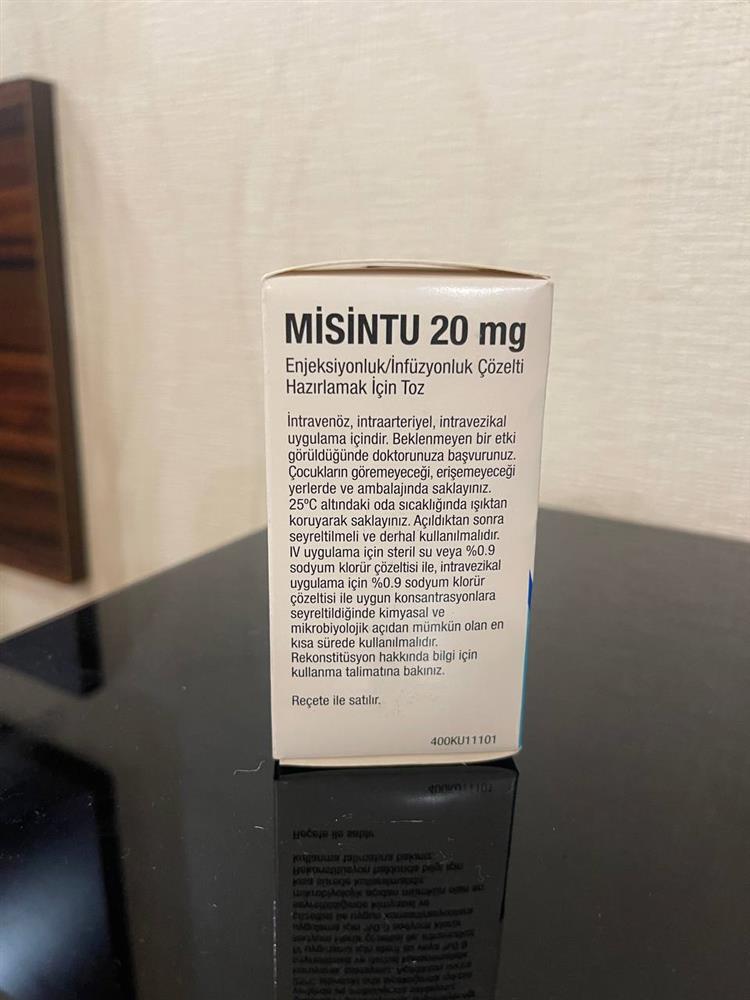 MİSİNTU 20 mg
Enjeksiyonluk/İnfüzyonluk Çözelti
Hazırlamak İçin Toz
İntravenöz, intraarteriyel, intravezikal
uygulama içindir. Beklenmeyen bir etki
görüldüğünde doktorunuza başvurunuz.
Çocukların göremeyeceği, erişemeyeceği
yerlerde ve ambalajında saklayınız.
25ºC altındaki oda sıcaklığında ışıktan
koruyarak saklayınız. Açıldıktan sonra
seyreltilmeli ve derhal kullanılmalıdır.
IV uygulama için steril su veya %0.9
sodyum klorür çözeltisi ile, intravezikal
uygulama için %0.9 sodyum klorür
çözeltisi ile uygun konsantrasyonlara
seyreltildiğinde kimyasal ve
mikrobiyolojik açıdan mümkün olan en
kısa sürede kullanılmalıdır.
Rekonstitüsyon hakkında bilgi için
kullanma talimatına bakınız.
Reçete ile satılır.
400KU11101